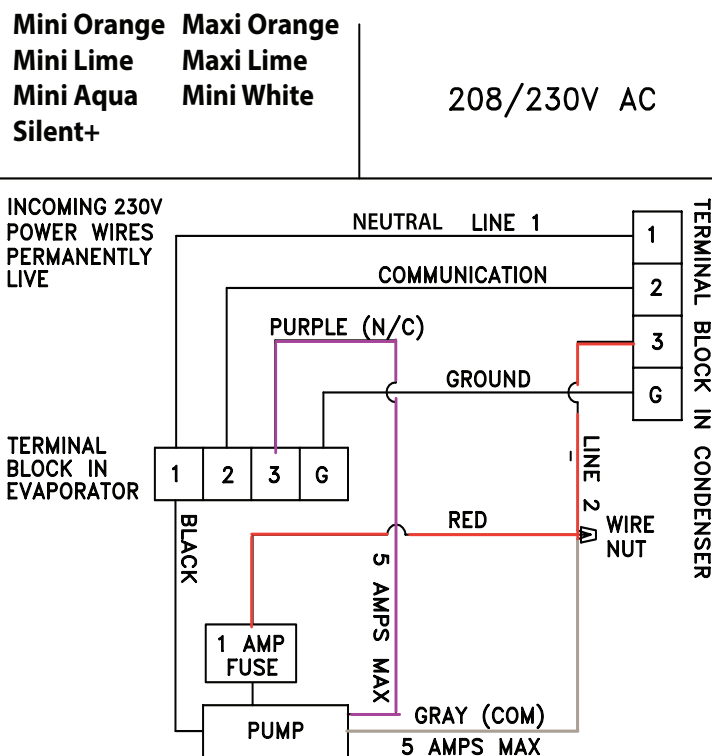 Mini Orange Maxi Orange
Mini Lime Maxi Lime
Mini Aqua Mini White
Silent+
208/230V AC
INCOMING 230V
POWER WIRES
PERMANENTLY
LIVE
NEUTRAL LINE 1
COMMUNICATION
PURPLE (N/C)
GROUND
1
2
3
G
TERMINAL BLOCK IN CONDENSER
TERMINAL
BLOCK IN
EVAPORATOR
1 2 3 G
LINE 2
BLACK
RED
WIRE
NUT
5 AMPS MAX
1 AMP
FUSE
PUMP
GRAY (COM)
5 AMPS MAX